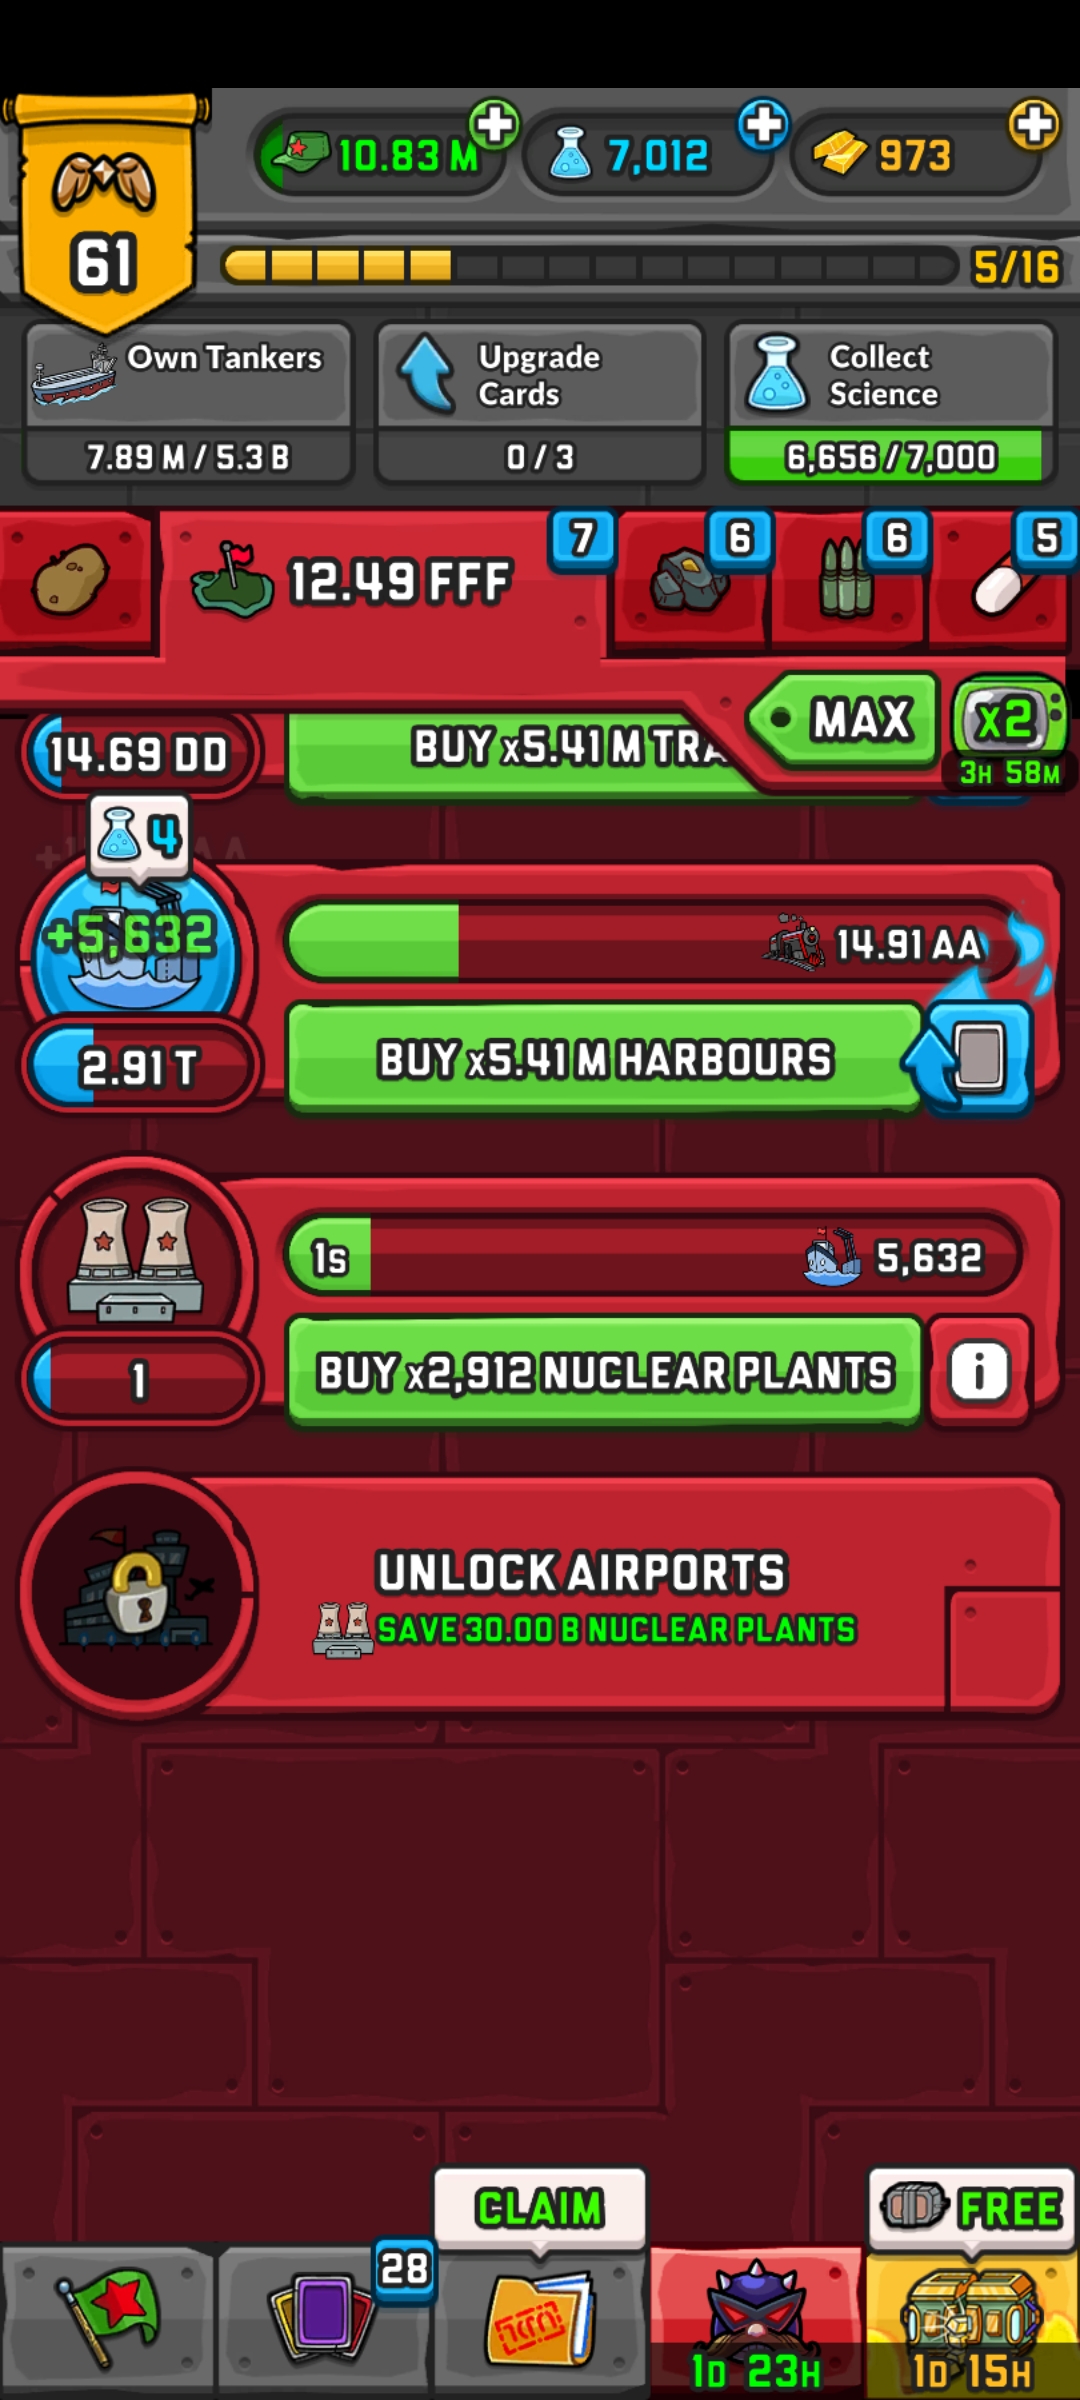 10.83 M
7,012
973
61
5/16
Own Tankers
7.89 M / 5.3 B
Upgrade
Cards
0 / 3
Collect
Science
6,656 / 7,000
12.49 FFF
7
6
6
5
MAX
x2
3H 58M
14.69 DD
BUY x5.41 M TRA
4
+5,632
14.91 AA
2.91 T
BUY x5.41 M HARBOURS
1s
5,632
1
BUY x2,912 NUCLEAR PLANTS
i
UNLOCK AIRPORTS
SAVE 30.00 B NUCLEAR PLANTS
CLAIM
FREE
28
1D 23H
1D 15H